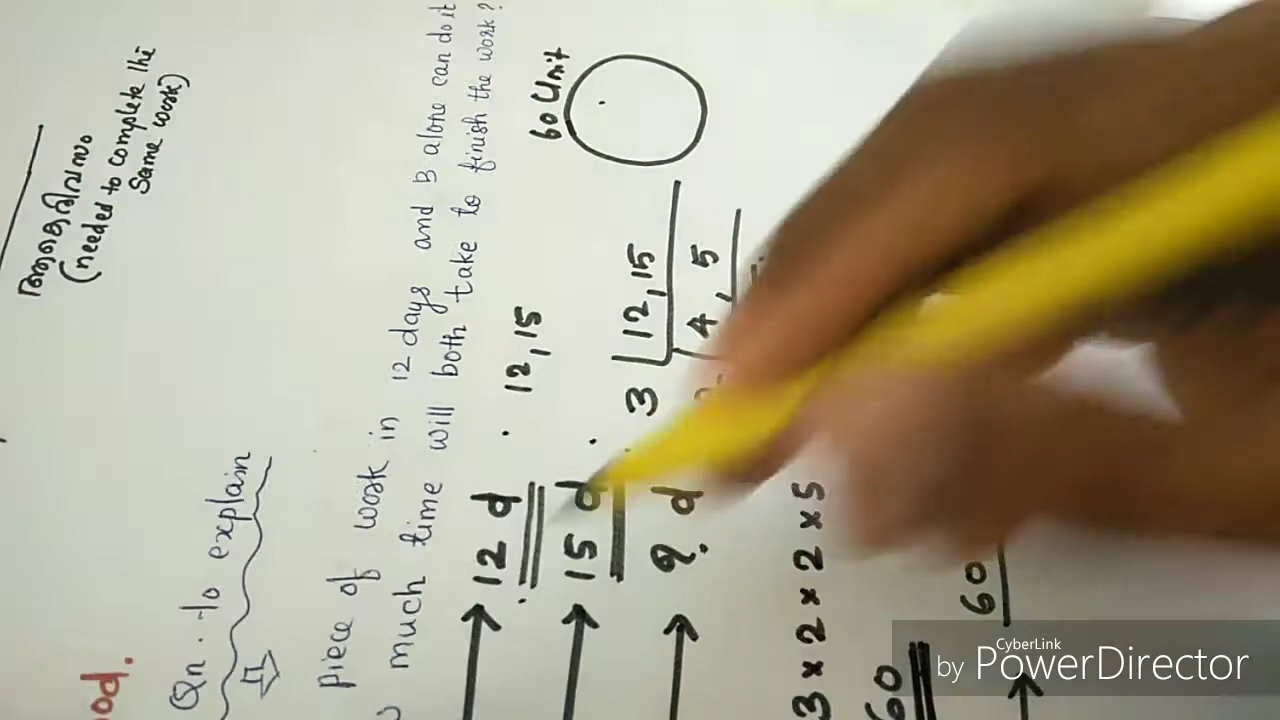 ആകെദിവസം
(needed to complete the
same work)
od.
Qn. to explain
piece of work in 12 days and B alone can do it
much time will both take to finish the work?
12 d
12, 15
60 Unit
15 d
3 12, 15
? d
4, 5
3 x 2 x 2 x 5
60
60
CyberLink
by PowerDirector